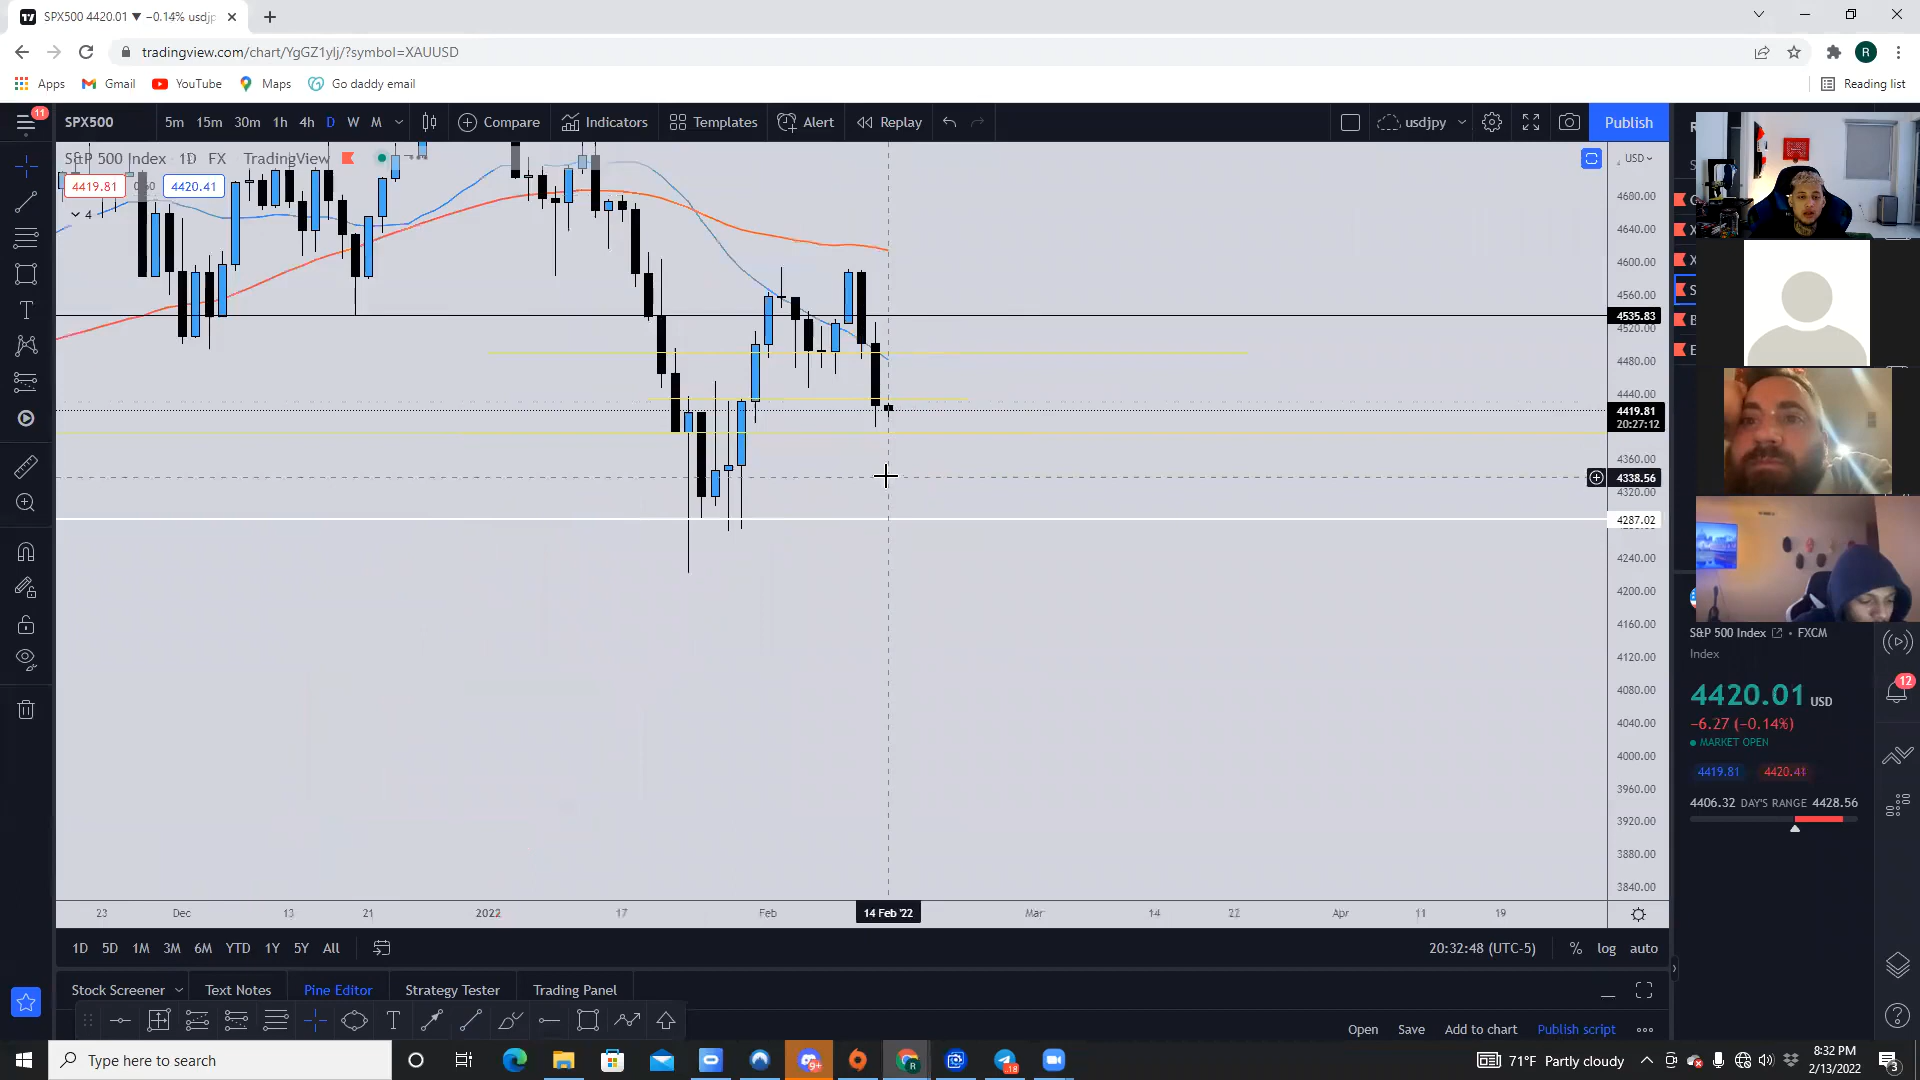 SPX500 4420.01 ▼ −0.14% usdjp
tradingview.com/chart/YgGZ1ylj/?symbol=XAUUSD
Apps Gmail YouTube Maps Go daddy email Reading list
11 SPX500 5m 15m 30m 1h 4h D W M Compare Indicators Templates Alert Replay usdjpy Publish
S&P 500 Index 1D FX TradingView
USD
4419.81 4420.41
4
4680.00
4640.00
4600.00
4560.00
4535.83
4520.00
4480.00
4440.00
4419.81
20:27:12
4360.00
4338.56
4320.00
4287.02
4240.00
4200.00
4160.00
4120.00
4080.00
4040.00
4000.00
3960.00
3920.00
3880.00
3840.00
S&P 500 Index • FXCM
Index
4420.01 USD
−6.27 (−0.14%)
MARKET OPEN
4419.81 4420.41
4406.32 DAY'S RANGE 4428.56
12
23 Dec 13 21 2022 17 Feb 14 Feb '22 Mar 14 22 Apr 11 19
1D 5D 1M 3M 6M YTD 1Y 5Y All 20:32:48 (UTC-5) % log auto
Stock Screener Text Notes Pine Editor Strategy Tester Trading Panel
Open Save Add to chart Publish script
Type here to search
9+ 18
71°F Partly cloudy
8:32 PM
2/13/2022
3